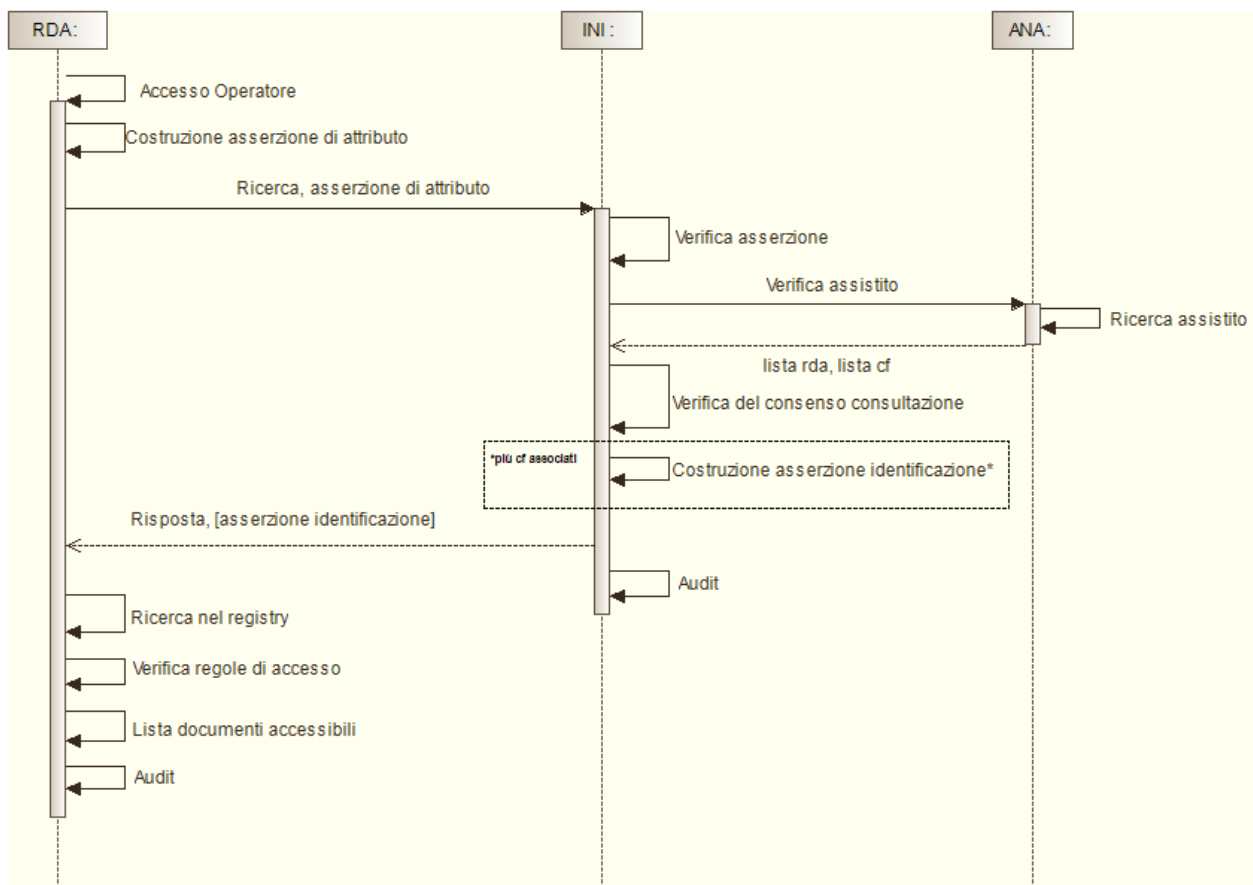 RDA:
INI :
ANA:
Accesso Operatore
Costruzione asserzione di attributo
Ricerca, asserzione di attributo
Verifica asserzione
Verifica assistito
Ricerca assistito
lista rda, lista cf
Verifica del consenso consultazione
*più cf associati
Costruzione asserzione identificazione*
Risposta, [asserzione identificazione]
Audit
Ricerca nel registry
Verifica regole di accesso
Lista documenti accessibili
Audit